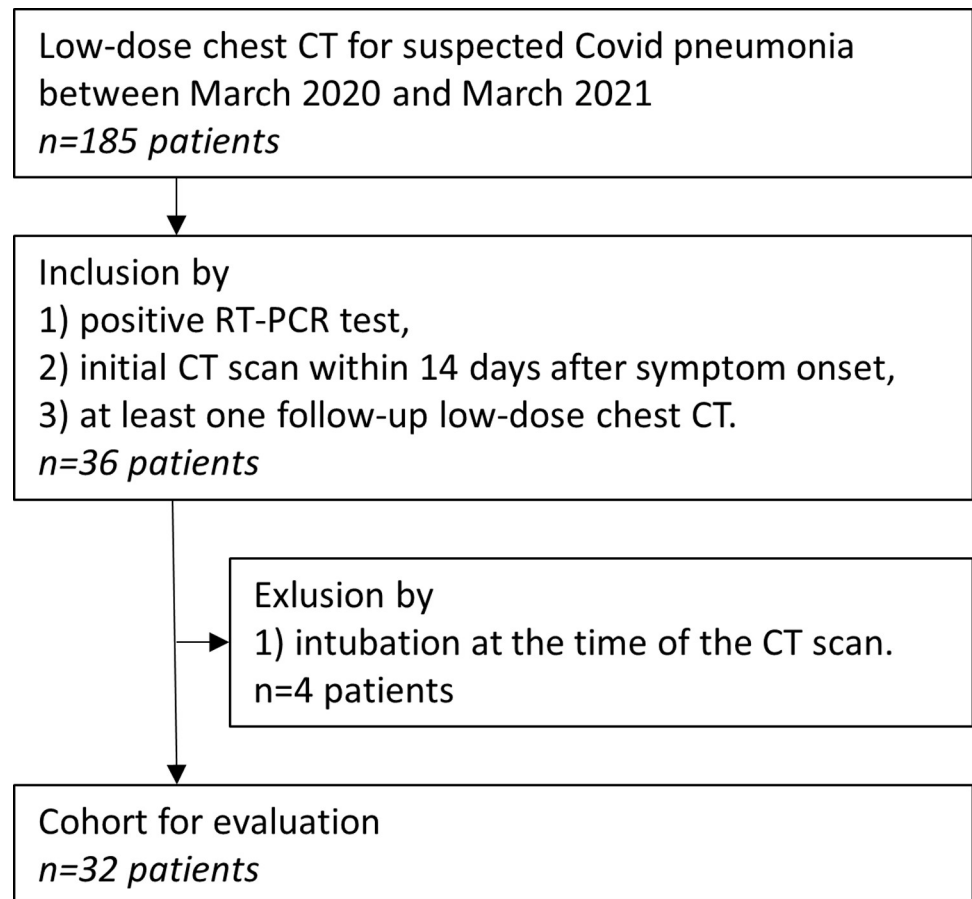 Low-dose chest CT for suspected Covid pneumonia
between March 2020 and March 2021
n=185 patients
Inclusion by
1) positive RT-PCR test,
2) initial CT scan within 14 days after symptom onset,
3) at least one follow-up low-dose chest CT.
n=36 patients
Exlusion by
1) intubation at the time of the CT scan.
n=4 patients
Cohort for evaluation
n=32 patients